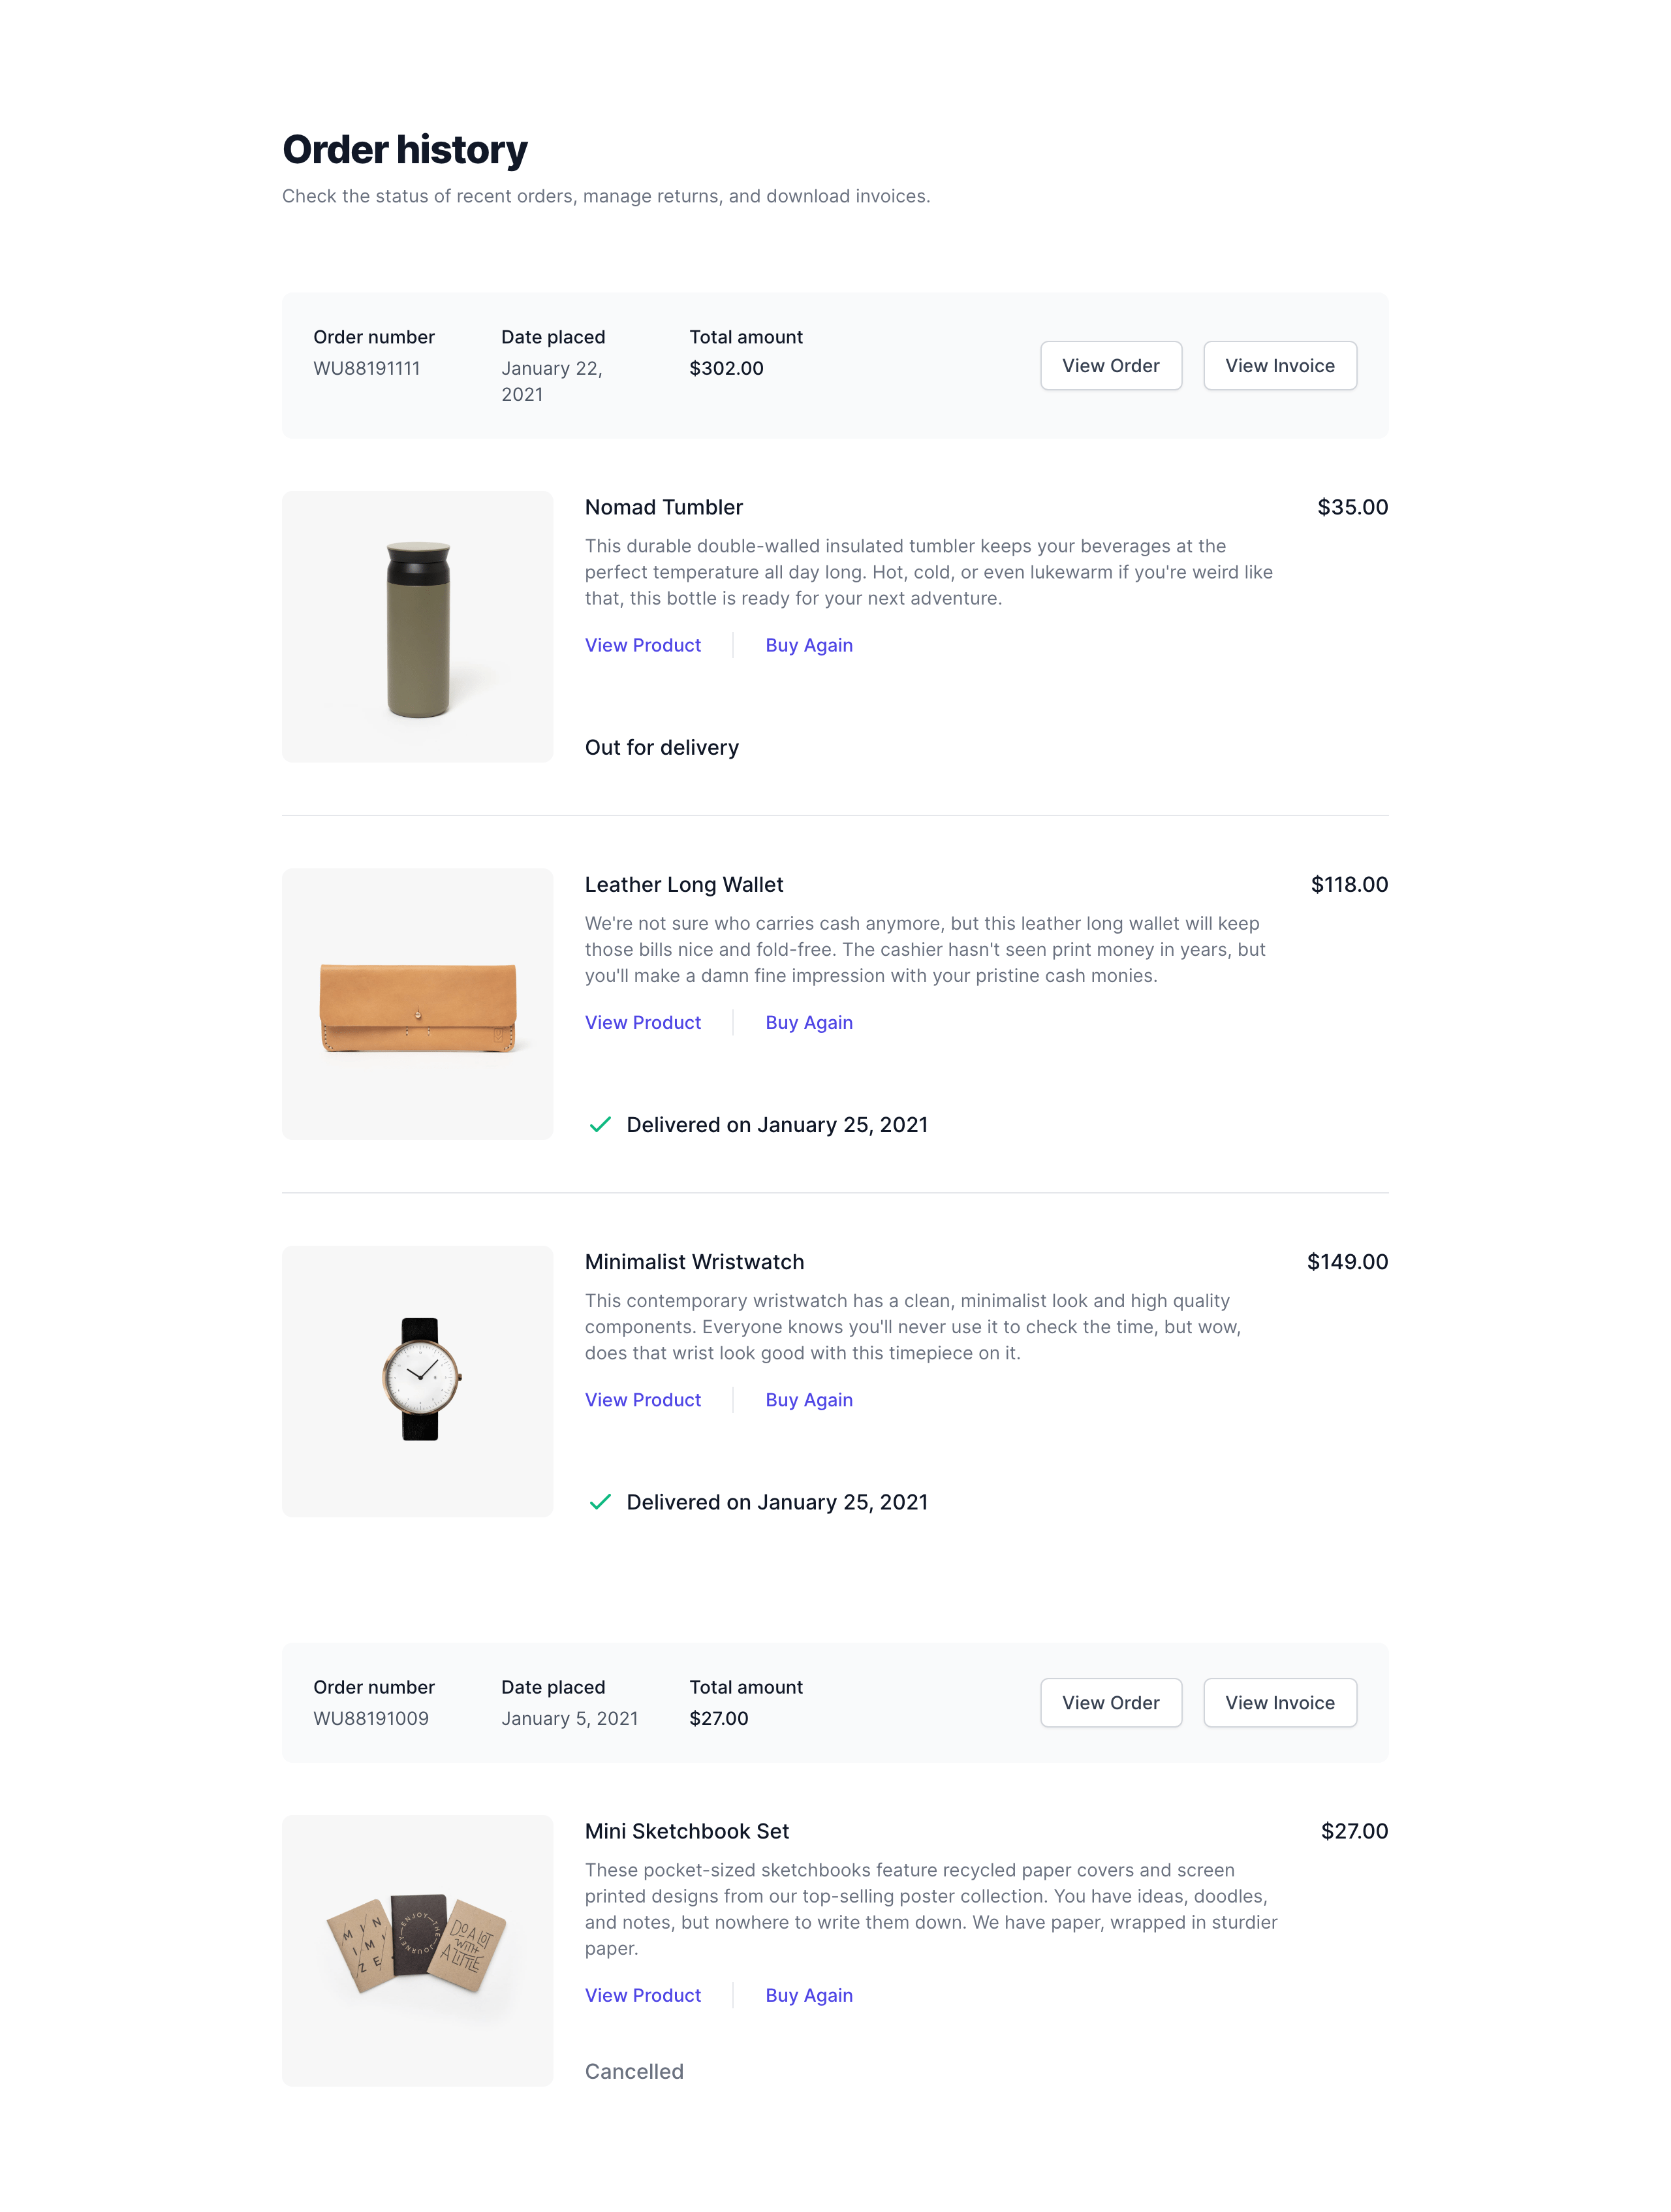 Order history
Check the status of recent orders, manage returns, and download invoices.
Order number
WU88191111
Date placed
January 22,
2021
Total amount
$302.00
View Order
View Invoice
Nomad Tumbler
$35.00
This durable double-walled insulated tumbler keeps your beverages at the
perfect temperature all day long. Hot, cold, or even lukewarm if you're weird like
that, this bottle is ready for your next adventure.
View Product
Buy Again
Out for delivery
Leather Long Wallet
$118.00
We're not sure who carries cash anymore, but this leather long wallet will keep
those bills nice and fold-free. The cashier hasn't seen print money in years, but
you'll make a damn fine impression with your pristine cash monies.
View Product
Buy Again
Delivered on January 25, 2021
Minimalist Wristwatch
$149.00
This contemporary wristwatch has a clean, minimalist look and high quality
components. Everyone knows you'll never use it to check the time, but wow,
does that wrist look good with this timepiece on it.
View Product
Buy Again
Delivered on January 25, 2021
Order number
WU88191009
Date placed
January 5, 2021
Total amount
$27.00
View Order
View Invoice
Mini Sketchbook Set
$27.00
These pocket-sized sketchbooks feature recycled paper covers and screen
printed designs from our top-selling poster collection. You have ideas, doodles,
and notes, but nowhere to write them down. We have paper, wrapped in sturdier
paper.
View Product
Buy Again
Cancelled
MINIMIZE
ENJOY—THE—JOURNEY—
DO A LOT
WITH
A LITTLE